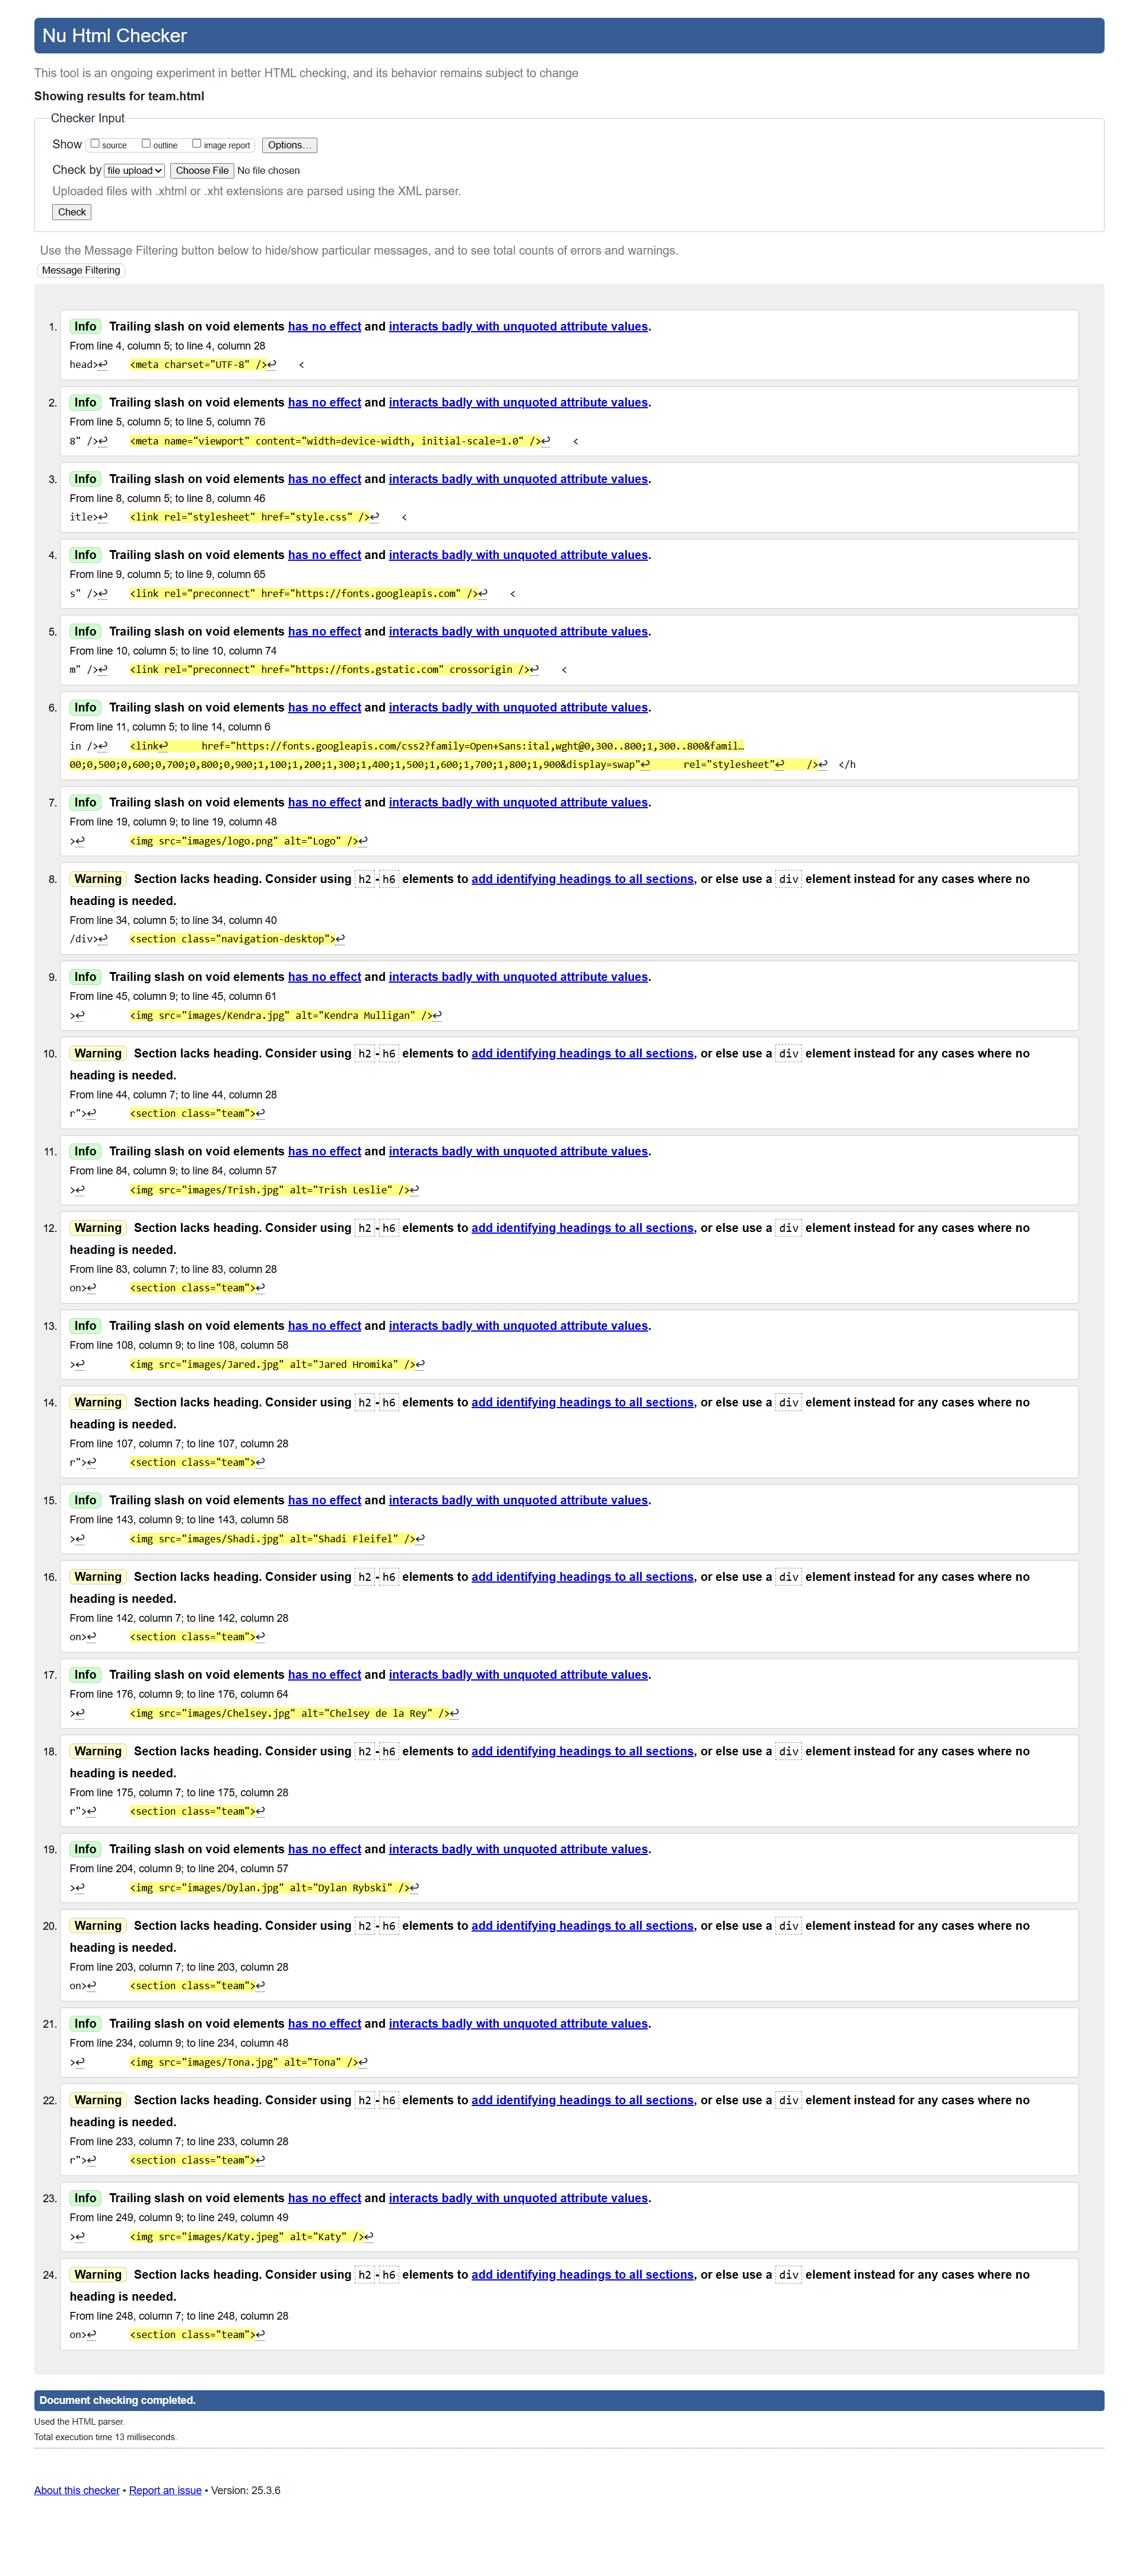 Nu Html Checker
This tool is an ongoing experiment in better HTML checking, and its behavior remains subject to change
Showing results for team.html
Checker Input
Show source outline image report Options...
Check by file upload Choose File No file chosen
Uploaded files with .xhtml or .xht extensions are parsed using the XML parser.
Check
Use the Message Filtering button below to hide/show particular messages, and to see total counts of errors and warnings.
Message Filtering
1. Info Trailing slash on void elements has no effect and interacts badly with unquoted attribute values.
From line 4, column 5; to line 4, column 28
head>↩ <meta charset="UTF-8" />↩ <
2. Info Trailing slash on void elements has no effect and interacts badly with unquoted attribute values.
From line 5, column 5; to line 5, column 76
8" />↩ <meta name="viewport" content="width=device-width, initial-scale=1.0" />↩ <
3. Info Trailing slash on void elements has no effect and interacts badly with unquoted attribute values.
From line 8, column 5; to line 8, column 46
itle>↩ <link rel="stylesheet" href="style.css" />↩ <
4. Info Trailing slash on void elements has no effect and interacts badly with unquoted attribute values.
From line 9, column 5; to line 9, column 65
s" />↩ <link rel="preconnect" href="https://fonts.googleapis.com" />↩ <
5. Info Trailing slash on void elements has no effect and interacts badly with unquoted attribute values.
From line 10, column 5; to line 10, column 74
m" />↩ <link rel="preconnect" href="https://fonts.gstatic.com" crossorigin />↩ <
6. Info Trailing slash on void elements has no effect and interacts badly with unquoted attribute values.
From line 11, column 5; to line 14, column 6
in />↩ <link↩ href="https://fonts.googleapis.com/css2?family=Open+Sans:ital,wght@0,300..800;1,300..800&famil…
00;0,500;0,600;0,700;0,800;0,900;1,100;1,200;1,300;1,400;1,500;1,600;1,700;1,800;1,900&display=swap"↩ rel="stylesheet"↩ />↩ </h
7. Info Trailing slash on void elements has no effect and interacts badly with unquoted attribute values.
From line 19, column 9; to line 19, column 48
>↩ <img src="images/logo.png" alt="Logo" />↩
8. Warning Section lacks heading. Consider using h2-h6 elements to add identifying headings to all sections, or else use a div element instead for any cases where no
heading is needed.
From line 34, column 5; to line 34, column 40
/div>↩ <section class="navigation-desktop">↩
9. Info Trailing slash on void elements has no effect and interacts badly with unquoted attribute values.
From line 45, column 9; to line 45, column 61
>↩ <img src="images/Kendra.jpg" alt="Kendra Mulligan" />↩
10. Warning Section lacks heading. Consider using h2-h6 elements to add identifying headings to all sections, or else use a div element instead for any cases where no
heading is needed.
From line 44, column 7; to line 44, column 28
r">↩ <section class="team">↩
11. Info Trailing slash on void elements has no effect and interacts badly with unquoted attribute values.
From line 84, column 9; to line 84, column 57
>↩ <img src="images/Trish.jpg" alt="Trish Leslie" />↩
12. Warning Section lacks heading. Consider using h2-h6 elements to add identifying headings to all sections, or else use a div element instead for any cases where no
heading is needed.
From line 83, column 7; to line 83, column 28
on>↩ <section class="team">↩
13. Info Trailing slash on void elements has no effect and interacts badly with unquoted attribute values.
From line 108, column 9; to line 108, column 58
>↩ <img src="images/Jared.jpg" alt="Jared Hromika" />↩
14. Warning Section lacks heading. Consider using h2-h6 elements to add identifying headings to all sections, or else use a div element instead for any cases where no
heading is needed.
From line 107, column 7; to line 107, column 28
r">↩ <section class="team">↩
15. Info Trailing slash on void elements has no effect and interacts badly with unquoted attribute values.
From line 143, column 9; to line 143, column 58
>↩ <img src="images/Shadi.jpg" alt="Shadi Fleifel" />↩
16. Warning Section lacks heading. Consider using h2-h6 elements to add identifying headings to all sections, or else use a div element instead for any cases where no
heading is needed.
From line 142, column 7; to line 142, column 28
on>↩ <section class="team">↩
17. Info Trailing slash on void elements has no effect and interacts badly with unquoted attribute values.
From line 176, column 9; to line 176, column 64
>↩ <img src="images/Chelsey.jpg" alt="Chelsey de la Rey" />↩
18. Warning Section lacks heading. Consider using h2-h6 elements to add identifying headings to all sections, or else use a div element instead for any cases where no
heading is needed.
From line 175, column 7; to line 175, column 28
r">↩ <section class="team">↩
19. Info Trailing slash on void elements has no effect and interacts badly with unquoted attribute values.
From line 204, column 9; to line 204, column 57
>↩ <img src="images/Dylan.jpg" alt="Dylan Rybski" />↩
20. Warning Section lacks heading. Consider using h2-h6 elements to add identifying headings to all sections, or else use a div element instead for any cases where no
heading is needed.
From line 203, column 7; to line 203, column 28
on>↩ <section class="team">↩
21. Info Trailing slash on void elements has no effect and interacts badly with unquoted attribute values.
From line 234, column 9; to line 234, column 48
>↩ <img src="images/Tona.jpg" alt="Tona" />↩
22. Warning Section lacks heading. Consider using h2-h6 elements to add identifying headings to all sections, or else use a div element instead for any cases where no
heading is needed.
From line 233, column 7; to line 233, column 28
r">↩ <section class="team">↩
23. Info Trailing slash on void elements has no effect and interacts badly with unquoted attribute values.
From line 249, column 9; to line 249, column 49
>↩ <img src="images/Katy.jpeg" alt="Katy" />↩
24. Warning Section lacks heading. Consider using h2-h6 elements to add identifying headings to all sections, or else use a div element instead for any cases where no
heading is needed.
From line 248, column 7; to line 248, column 28
on>↩ <section class="team">↩
Document checking completed.
Used the HTML parser.
Total execution time 13 milliseconds.
About this checker • Report an issue • Version: 25.3.6